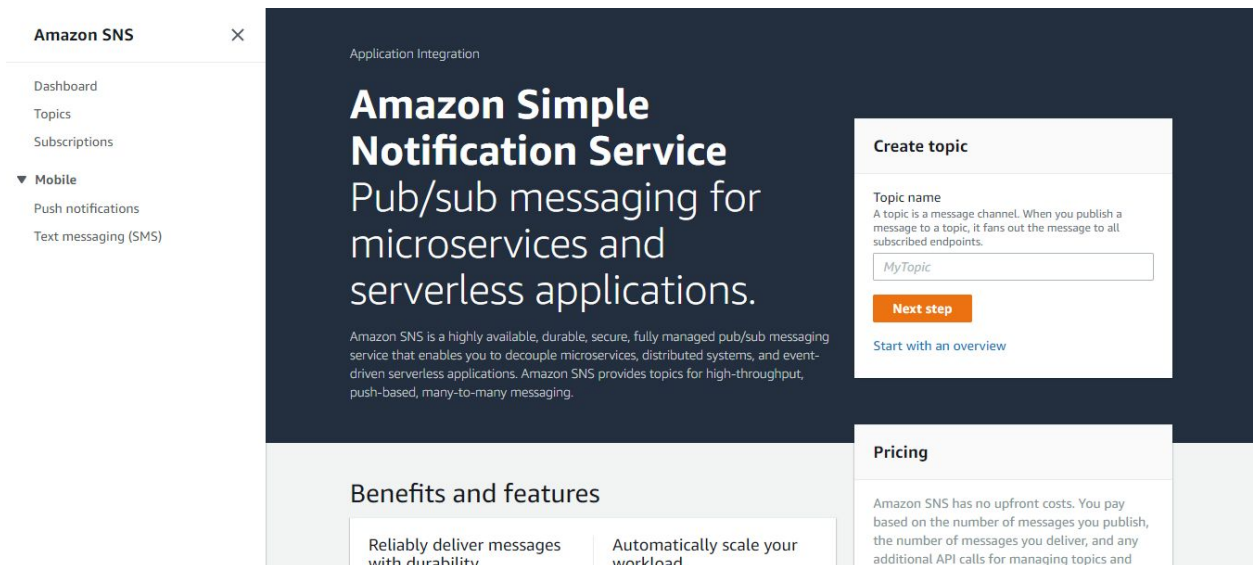 Amazon SNS
Dashboard
Topics
Subscriptions
Mobile
Push notifications
Text messaging (SMS)
Application Integration
Amazon Simple
Notification Service
Pub/sub messaging for
microservices and
serverless applications.
Amazon SNS is a highly available, durable, secure, fully managed pub/sub messaging
service that enables you to decouple microservices, distributed systems, and event-
driven serverless applications. Amazon SNS provides topics for high-throughput,
push-based, many-to-many messaging.
Create topic
Topic name
A topic is a message channel. When you publish a
message to a topic, it fans out the message to all
subscribed endpoints.
MyTopic
Next step
Start with an overview
Benefits and features
Reliably deliver messages
with durability
Automatically scale your
workload
Pricing
Amazon SNS has no upfront costs. You pay
based on the number of messages you publish,
the number of messages you deliver, and any
additional API calls for managing topics and